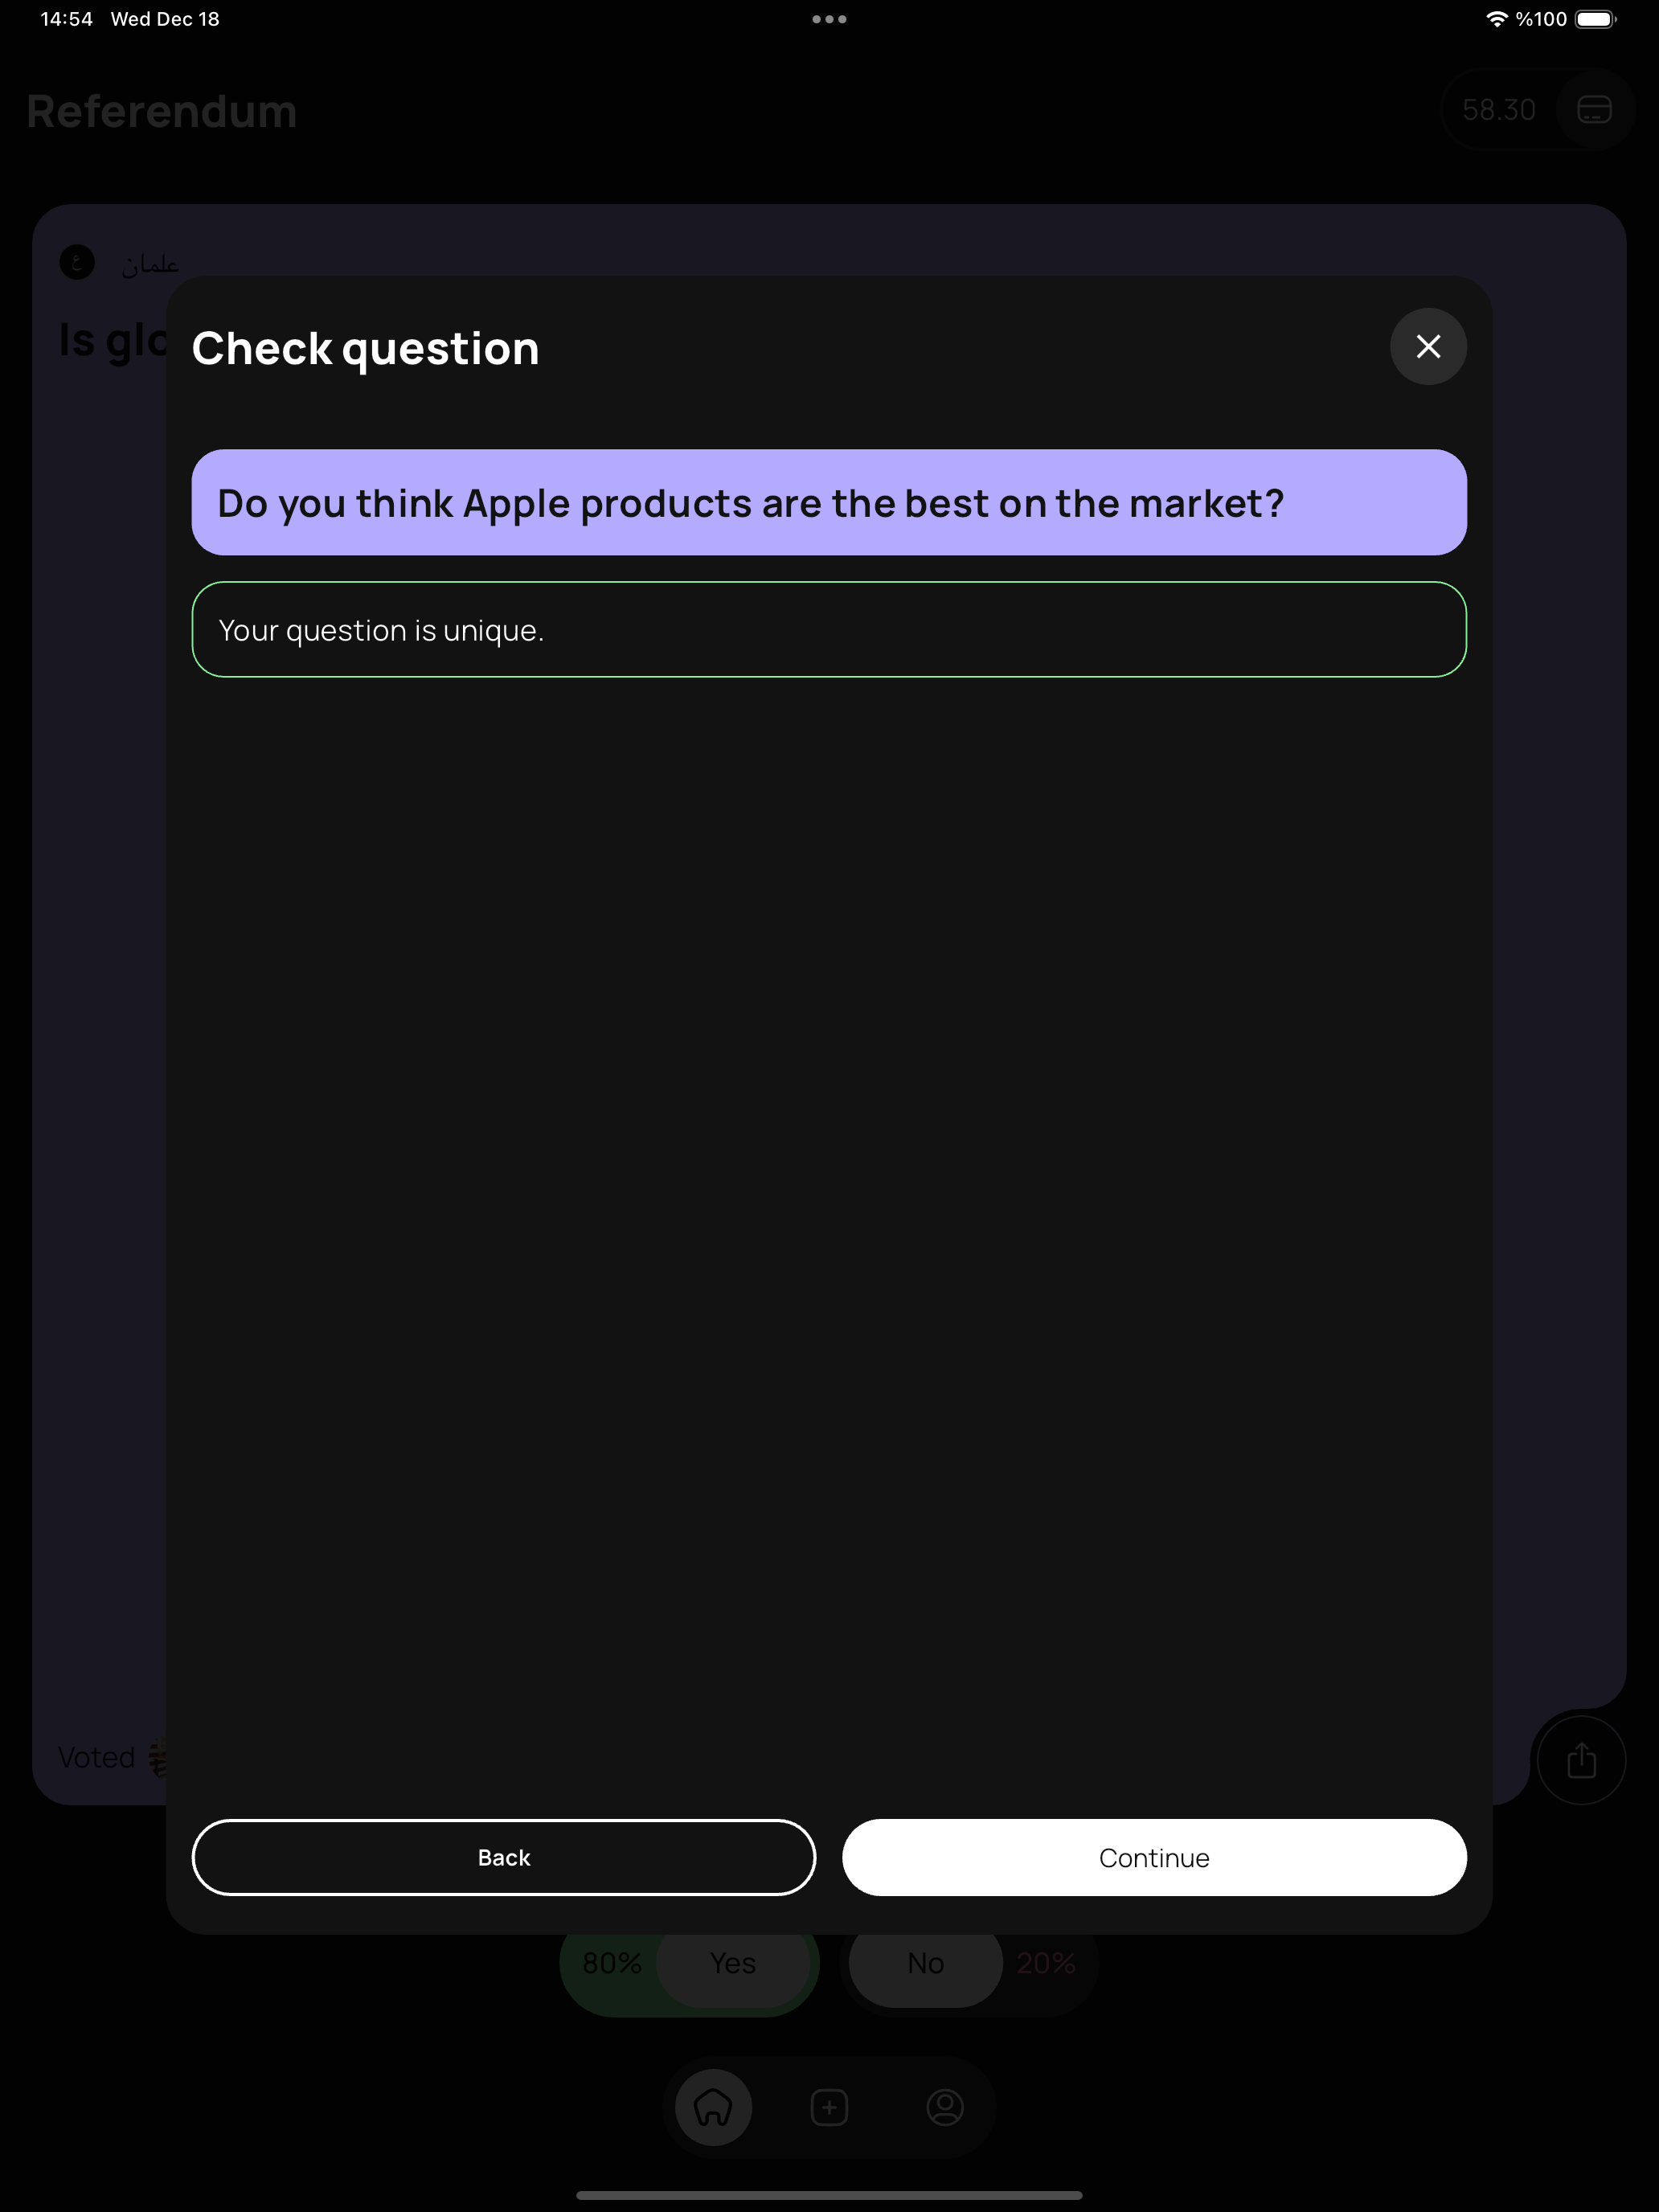 14:54 Wed Dec 18
%100
Referendum
58.30
ع علمان
Is glo
Check question
Do you think Apple products are the best on the market?
Your question is unique.
Voted
Back
Continue
80% Yes
No 20%